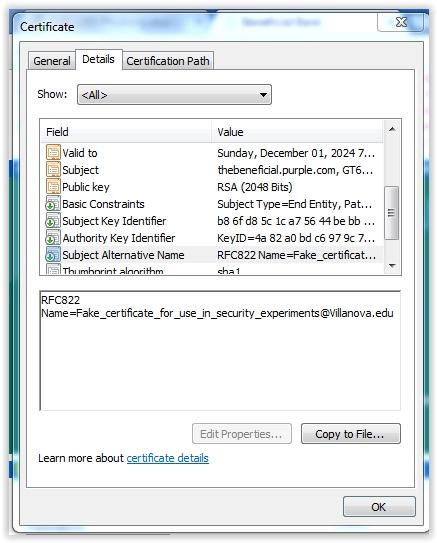 Certificate
General Details Certification Path
Show: <All>
Field Value
Valid to Sunday, December 01, 2024 7...
Subject thebeneficial.purple.com, GT6...
Public key RSA (2048 Bits)
Basic Constraints Subject Type=End Entity, Pat...
Subject Key Identifier b8 6f d8 5c 1c a7 56 44 be bb ...
Authority Key Identifier KeyID=4a 82 a0 bd c6 97 9c 7...
Subject Alternative Name RFC822 Name=Fake_certificat...
Thumbprint algorithm sha1
RFC822
Name=Fake_certificate_for_use_in_security_experiments@Villanova.edu
Edit Properties... Copy to File...
Learn more about certificate details
OK